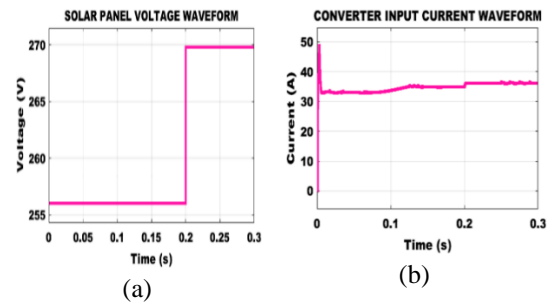 SOLAR PANEL VOLTAGE WAVEFORM
270
265
260
255
Voltage (V)
0 0.05 0.1 0.15 0.2 0.25 0.3
Time (s)
(a)
CONVERTER INPUT CURRENT WAVEFORM
50
40
30
20
10
0
Current (A)
0 0.1 0.2 0.3
Time (s)
(b)